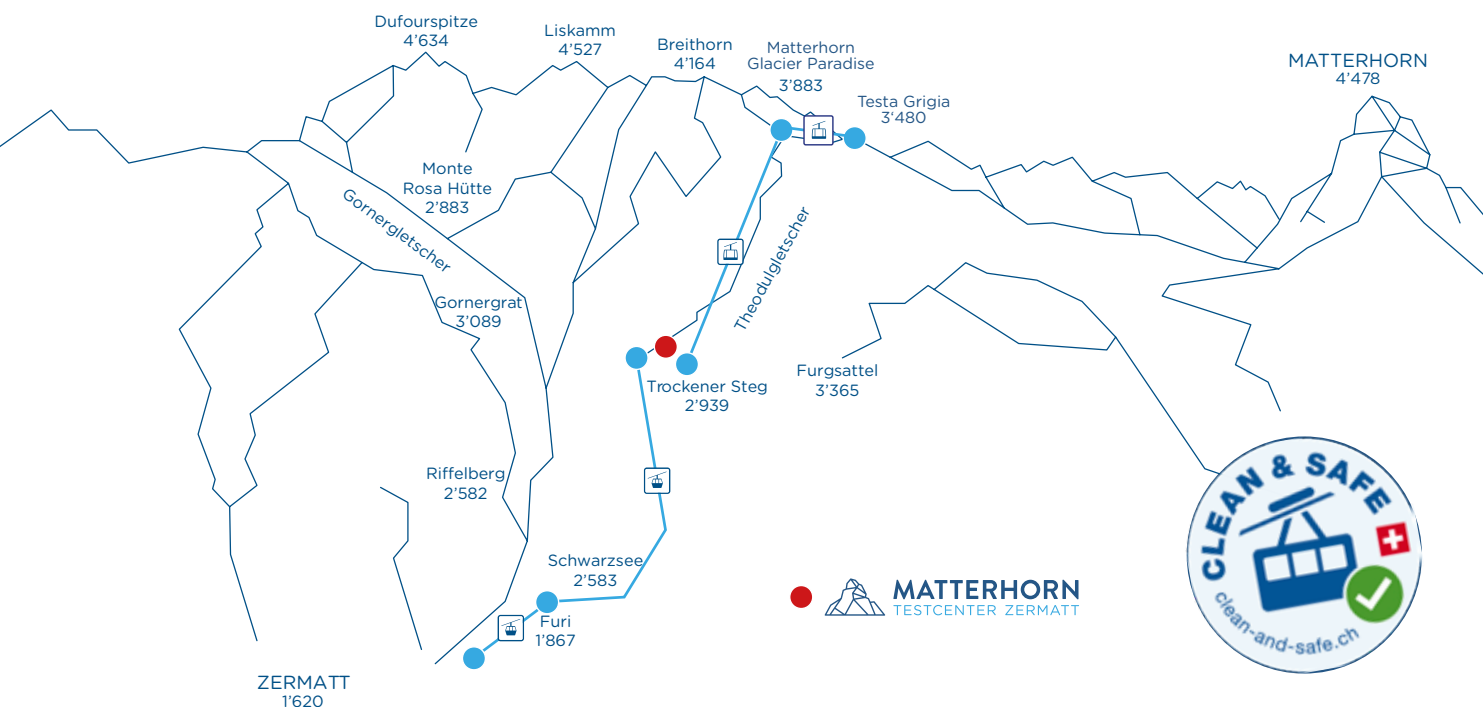 Dufourspitze
4’634
Liskamm
4’527
Breithorn
4’164
Matterhorn
Glacier Paradise
3’883
Testa Grigia
3‘480
MATTERHORN
4’478
Monte
Rosa Hütte
2’883
Gornergletscher
Theodulgletscher
Gornergrat
3’089
Trockener Steg
2’939
Furgsattel
3’365
Riffelberg
2’582
Schwarzsee
2’583
Furi
1’867
ZERMATT
1’620
MATTERHORN
TESTCENTER ZERMATT
CLEAN & SAFE
clean-and-safe.ch